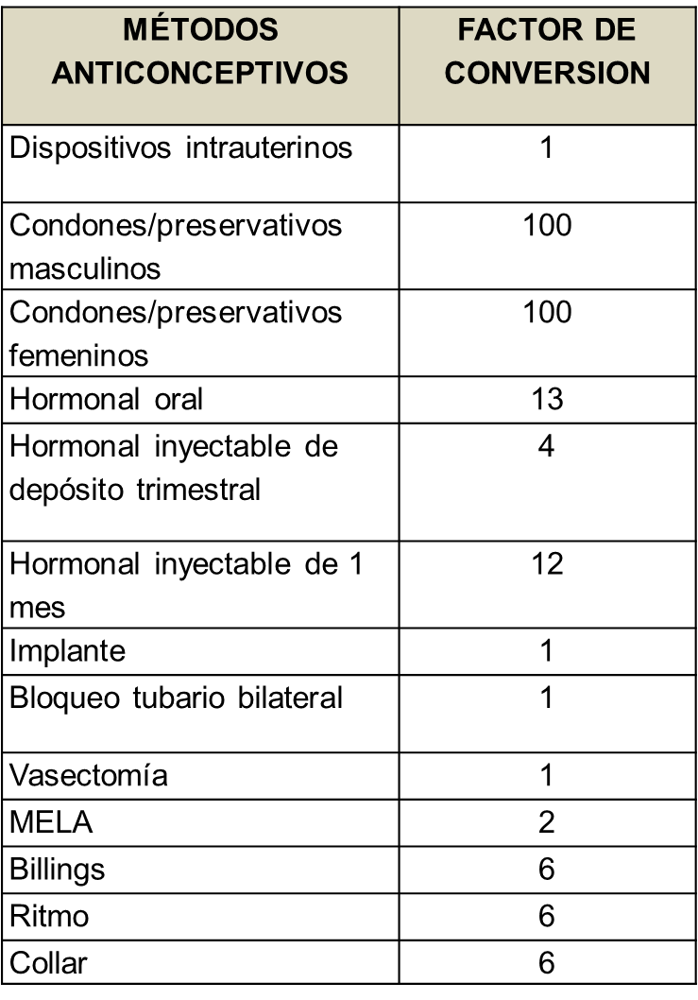 MÉTODOS
ANTICONCEPTIVOS
FACTOR DE
CONVERSION
Dispositivos intrauterinos
1
Condones/preservativos
masculinos
100
Condones/preservativos
femeninos
100
Hormonal oral
13
Hormonal inyectable de
depósito trimestral
4
Hormonal inyectable de 1
mes
12
Implante
1
Bloqueo tubario bilateral
1
Vasectomía
1
MELA
2
Billings
6
Ritmo
6
Collar
6